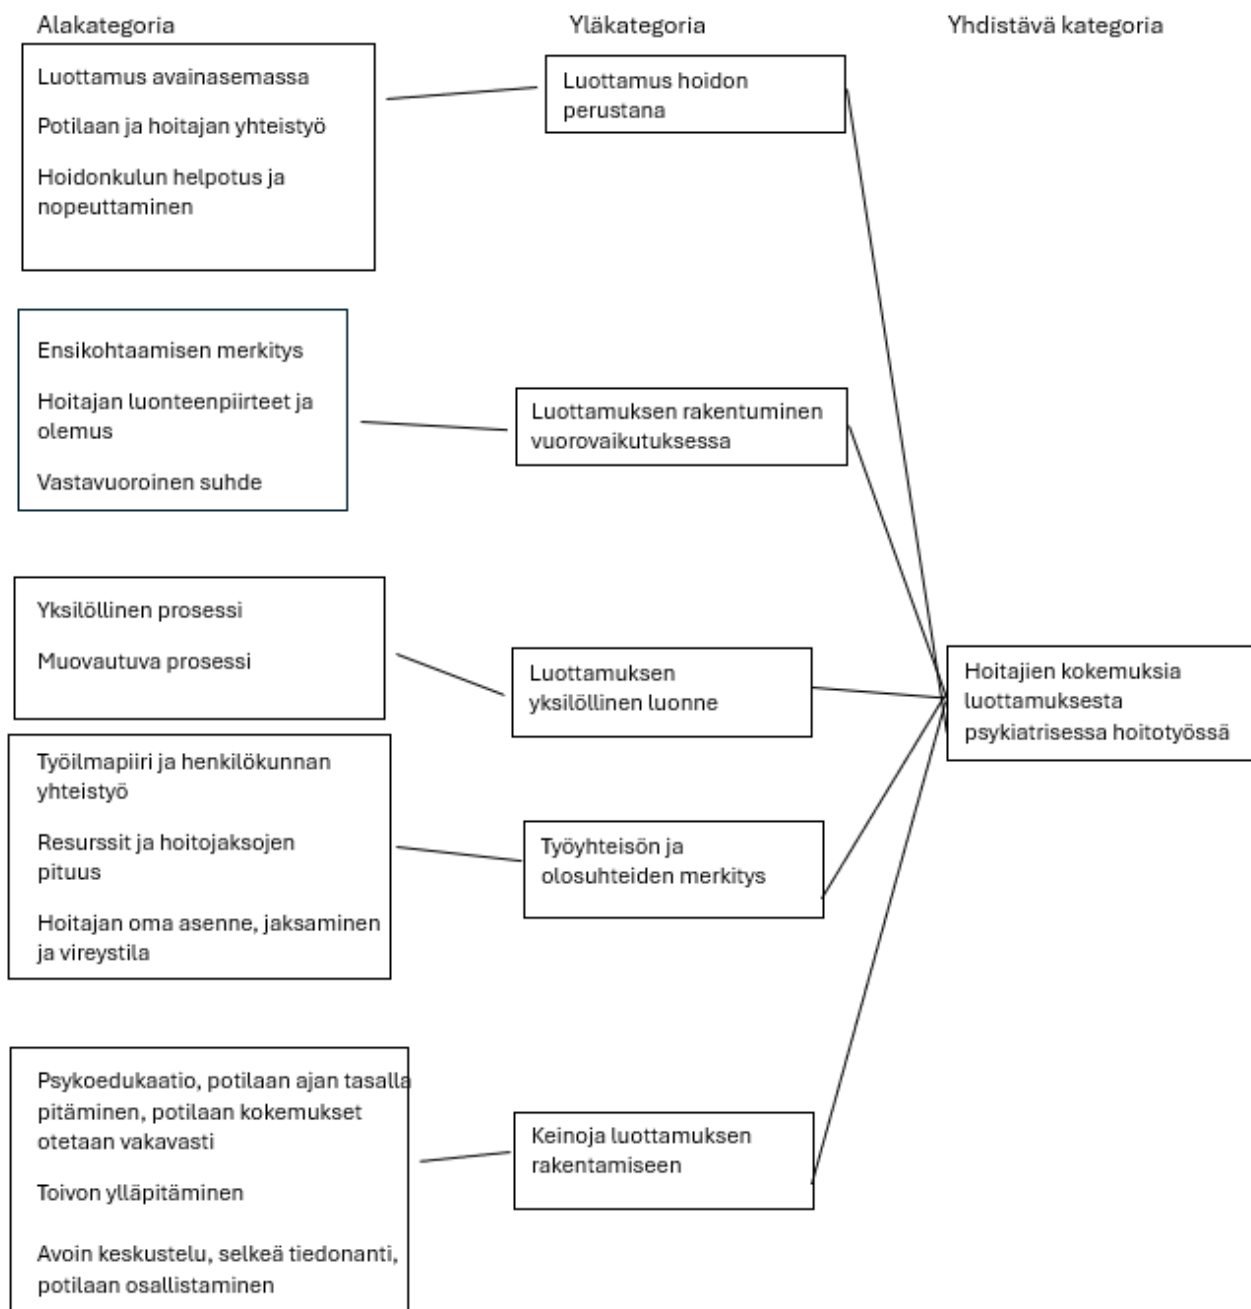 Alakategoria
Yläkategoria
Yhdistävä kategoria
Luottamus avainasemassa
Potilaan ja hoitajan yhteistyö
Hoidonkulun helpotus ja
nopeuttaminen
Luottamus hoidon
perustana
Ensikohtaamisen merkitys
Hoitajan luonteenpiirteet ja
olemus
Vastavuoroinen suhde
Luottamuksen rakentuminen
vuorovaikutuksessa
Yksilöllinen prosessi
Muovautuva prosessi
Luottamuksen
yksilöllinen luonne
Hoitajien kokemuksia
luottamuksesta
psykiatrisessa hoitotyössä
Työilmapiiri ja henkilökunnan
yhteistyö
Resurssit ja hoitojaksojen
pituus
Hoitajan oma asenne, jaksaminen
ja vireystila
Työyhteisön ja
olosuhteiden merkitys
Psykoedukaatio, potilaan ajan tasalla
pitäminen, potilaan kokemukset
otetaan vakavasti
Toivon ylläpitäminen
Avoin keskustelu, selkeä tiedonanti,
potilaan osallistaminen
Keinoja luottamuksen
rakentamiseen